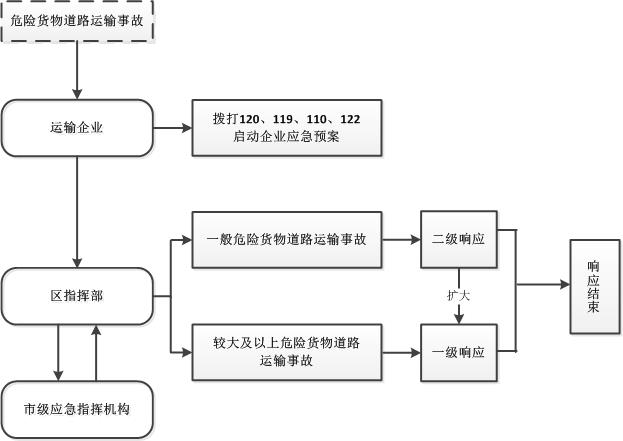 危险货物道路运输事故
运输企业
拨打120、119、110、122
启动企业应急预案
一般危险货物道路运输事故
二级响应
区指挥部
扩大
响
应
结
束
较大及以上危险货物道路
运输事故
一级响应
市级应急指挥机构